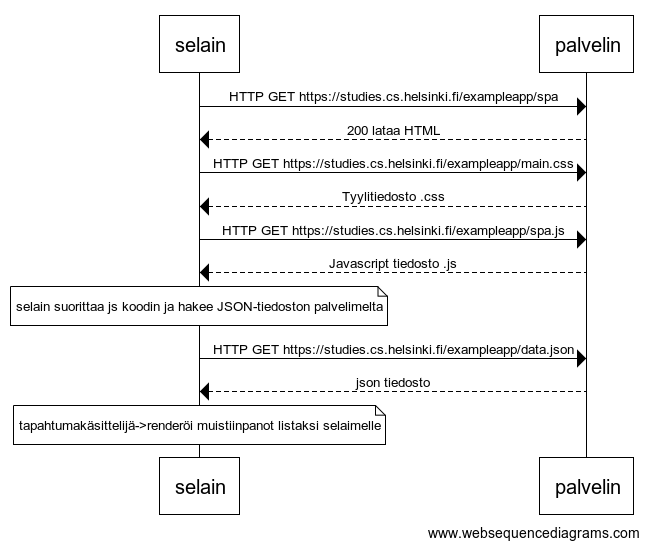 selain palvelin
HTTP GET https://studies.cs.helsinki.fi/exampleapp/spa
200 lataa HTML
HTTP GET https://studies.cs.helsinki.fi/exampleapp/main.css
Tyylitiedosto .css
HTTP GET https://studies.cs.helsinki.fi/exampleapp/spa.js
Javascript tiedosto .js
selain suorittaa js koodin ja hakee JSON-tiedoston palvelimelta
HTTP GET https://studies.cs.helsinki.fi/exampleapp/data.json
json tiedosto
tapahtumakäsittelijä->renderöi muistiinpanot listaksi selaimelle
selain palvelin
www.websequencediagrams.com